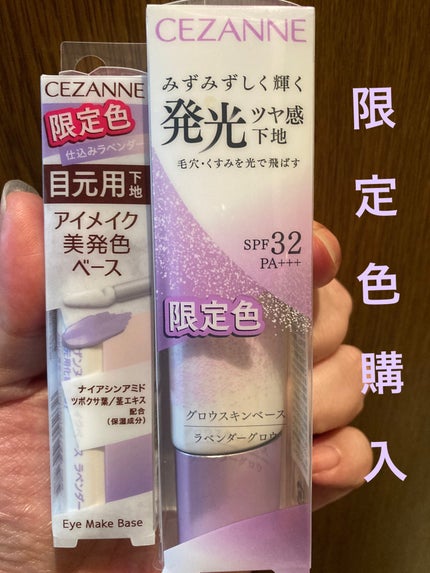 CEZANNE
限定色
仕込みラベンダー
目元用下地
アイメイク
美発色
ベース
ナイアシンアミド
ツボクサ葉/茎エキス
配合
(保湿成分)
Eye Make Base
CEZANNE
みずみずしく輝く
発光ツヤ感下地
毛穴・くすみを光で飛ばす
SPF32
PA+++
限定色
グロウスキンベース
ラベンダーグロウ
限定色購入